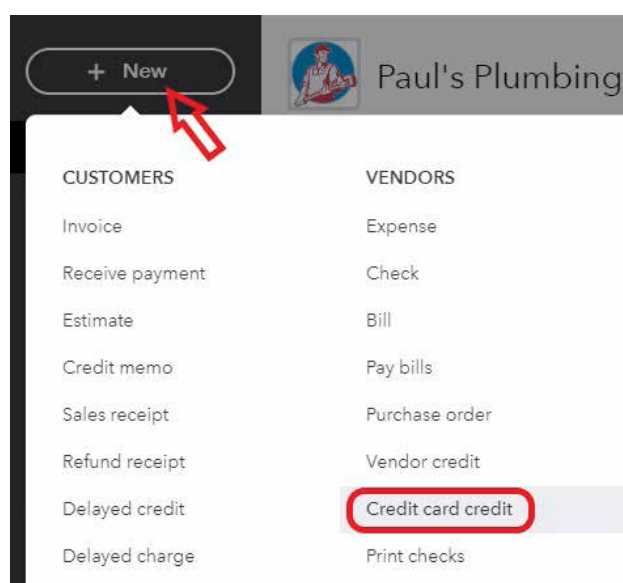 + New
Paul's Plumbing
CUSTOMERS
Invoice
Receive payment
Estimate
Credit memo
Sales receipt
Refund receipt
Delayed credit
Delayed charge
VENDORS
Expense
Check
Bill
Pay bills
Purchase order
Vendor credit
Credit card credit
Print checks